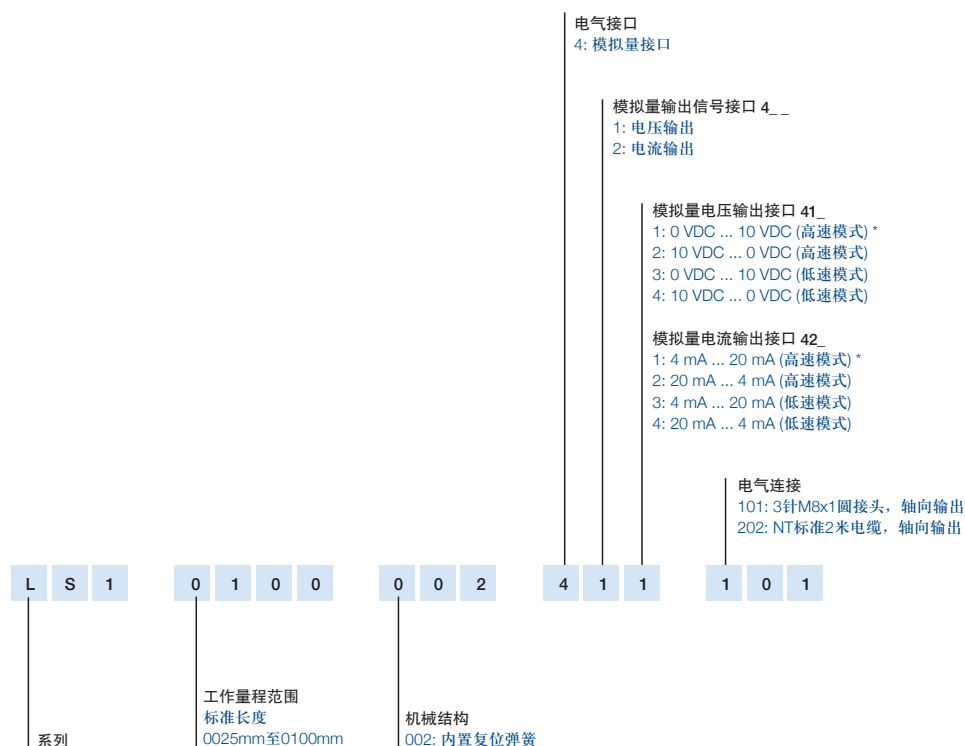 电气接口
4: 模拟量接口
模拟量输出信号接口 4_ _
1: 电压输出
2: 电流输出
模拟量电压输出接口 41_
1: 0 VDC ... 10 VDC (高速模式) *
2: 10 VDC ... 0 VDC (高速模式)
3: 0 VDC ... 10 VDC (低速模式)
4: 10 VDC ... 0 VDC (低速模式)
模拟量电流输出接口 42_
1: 4 mA ... 20 mA (高速模式) *
2: 20 mA ... 4 mA (高速模式)
3: 4 mA ... 20 mA (低速模式)
4: 20 mA ... 4 mA (低速模式)
电气连接
101: 3针M8x1圆接头，轴向输出
202: NT标准2米电缆，轴向输出
L S 1 0 1 0 0 0 0 2 4 1 1 1 0 1
工作量程范围
标准长度
0025mm至0100mm
机械结构
002: 内置复位弹簧
系列